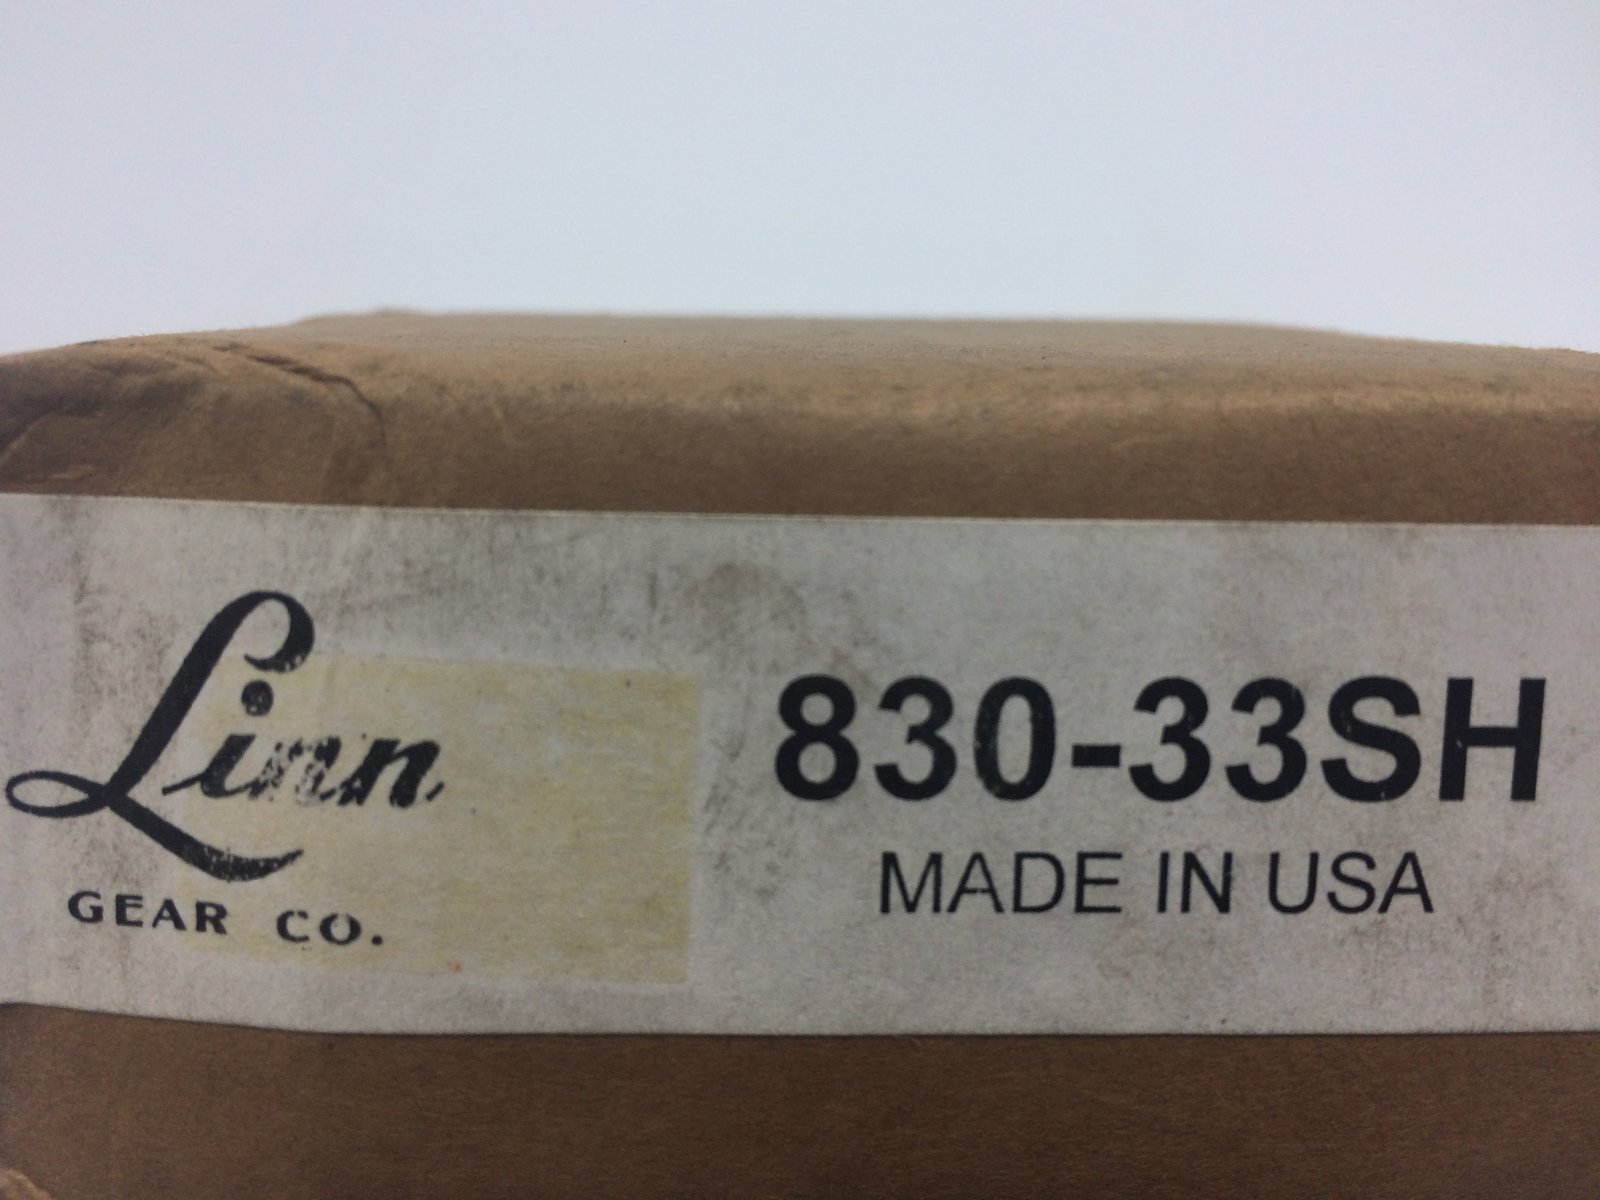 Linn
GEAR CO.
830-33SH
MADE IN USA